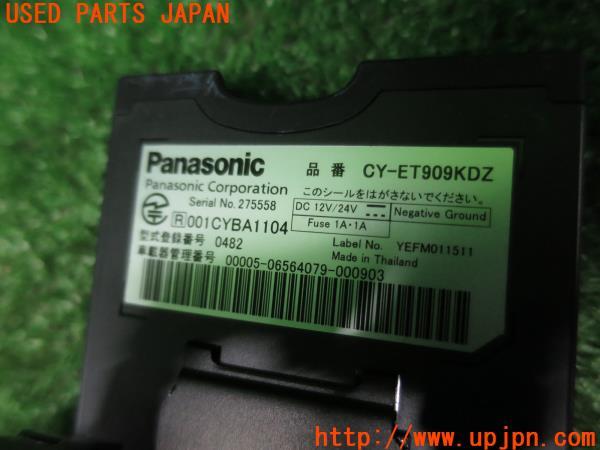 USED PARTS JAPAN
Panasonic 品番 CY-ET909KDZ
Panasonic Corporation このシールをはがさないでください。
Serial No. 275558 DC 12V/24V Negative Ground
R 001CYBA1104 Fuse 1A・1A
型式登録番号 0482 Label No. YEFM011511
車載器管理番号 00005-06564079-000903 Made in Thailand
www.upjpn.com